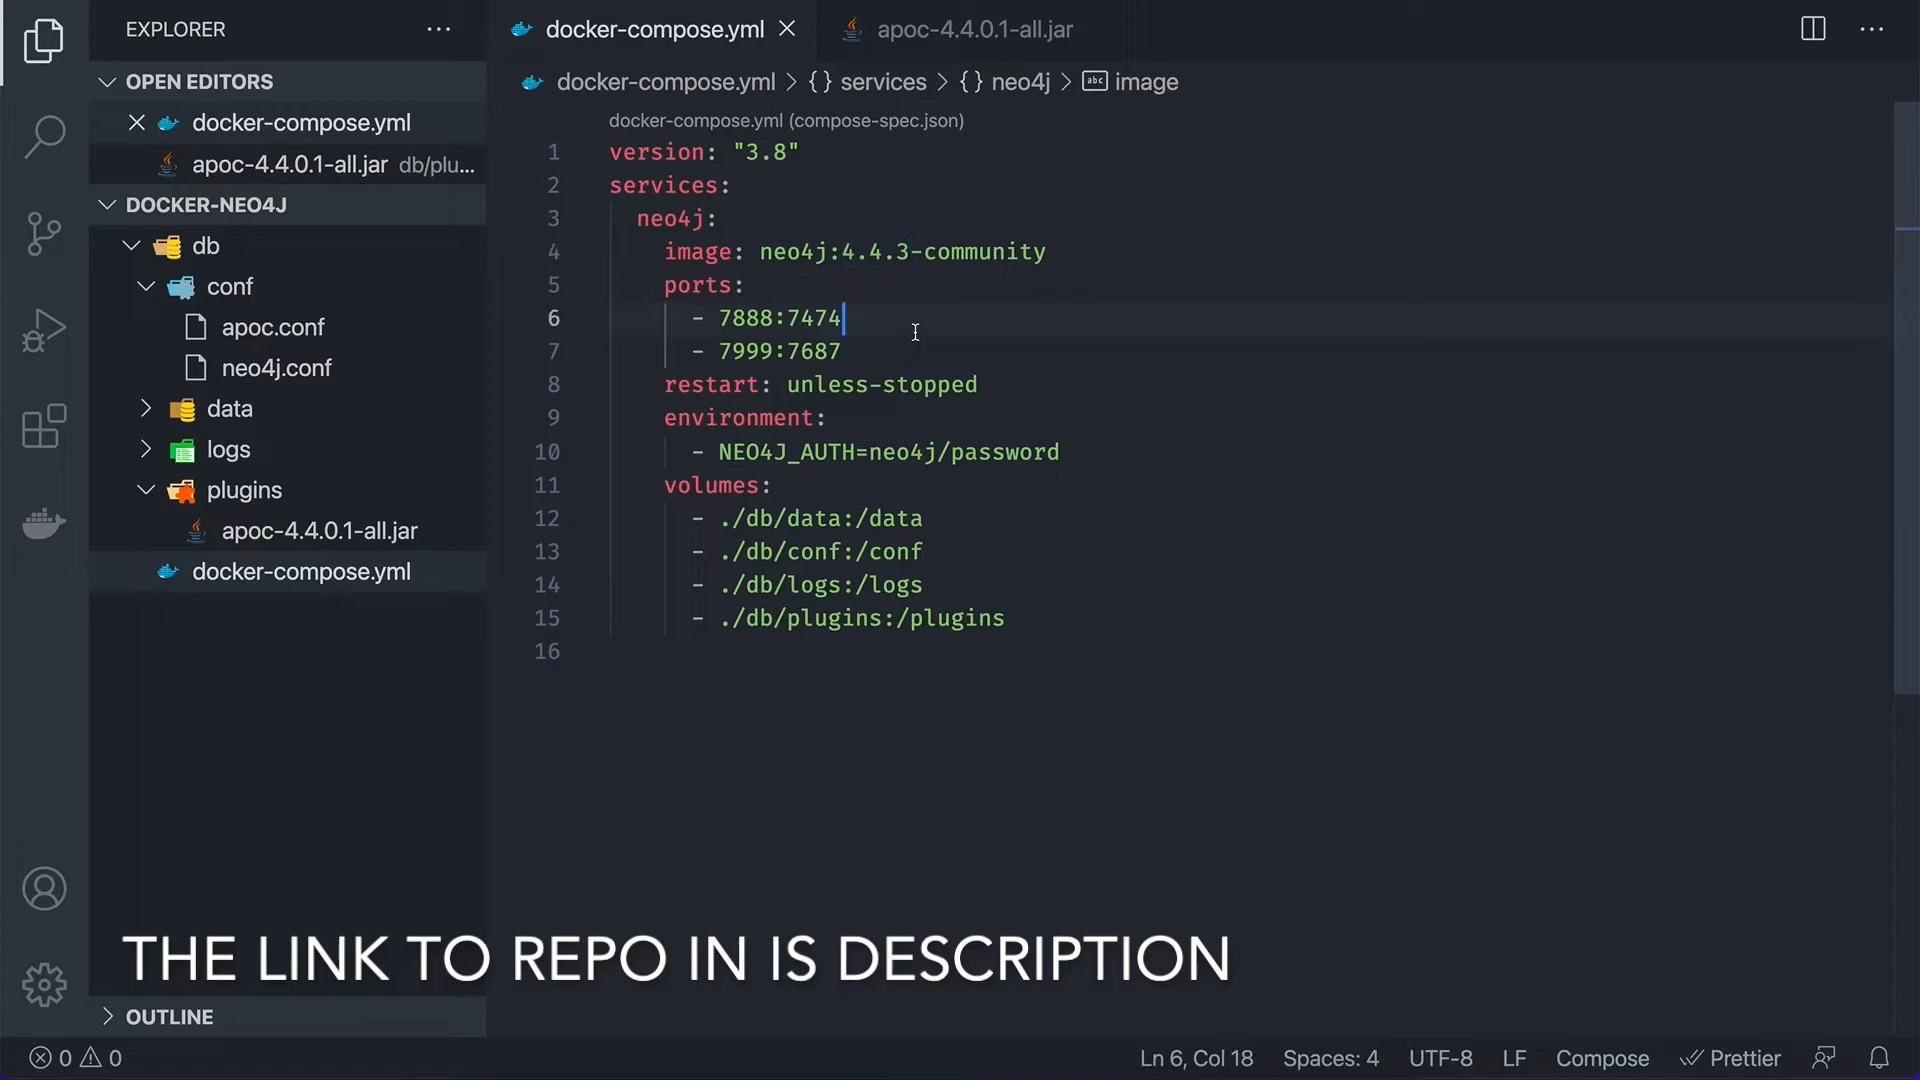 EXPLORER
docker-compose.yml
apoc-4.4.0.1-all.jar
OPEN EDITORS
docker-compose.yml
apoc-4.4.0.1-all.jar db/plu...
DOCKER-NEO4J
db
conf
apoc.conf
neo4j.conf
data
logs
plugins
apoc-4.4.0.1-all.jar
docker-compose.yml
OUTLINE
docker-compose.yml > {} services > {} neo4j > abc image
docker-compose.yml (compose-spec.json)
1 version: "3.8"
2 services:
3 neo4j:
4 image: neo4j:4.4.3-community
5 ports:
6 - 7888:7474
7 - 7999:7687
8 restart: unless-stopped
9 environment:
10 - NEO4J_AUTH=neo4j/password
11 volumes:
12 - ./db/data:/data
13 - ./db/conf:/conf
14 - ./db/logs:/logs
15 - ./db/plugins:/plugins
16
THE LINK TO REPO IN IS DESCRIPTION
0 0 Ln 6, Col 18 Spaces: 4 UTF-8 LF Compose Prettier